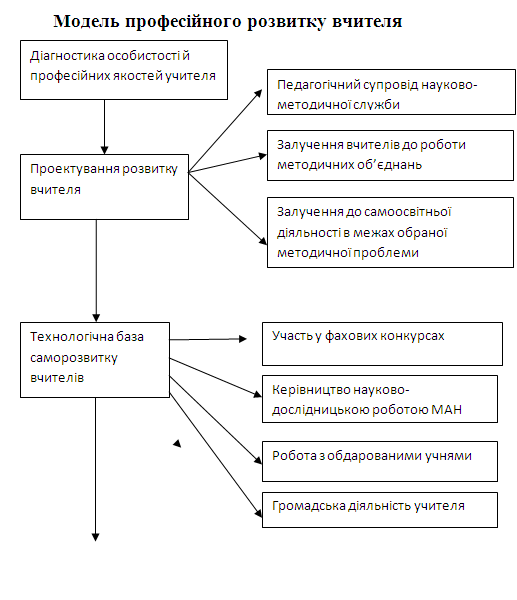 Модель професійного розвитку вчителя
Діагностика особистості й
професійних якостей учителя
Педагогічний супровід науково-
методичної служби
Залучення вчителів до роботи
методичних об’єднань
Проектування розвитку
вчителя
Залучення до самоосвітньої
діяльності в межах обраної
методичної проблеми
Технологічна база
саморозвитку
вчителів
Участь у фахових конкурсах
Керівництво науково-
дослідницькою роботою МАН
Робота з обдарованими учнями
Громадська діяльність учителя